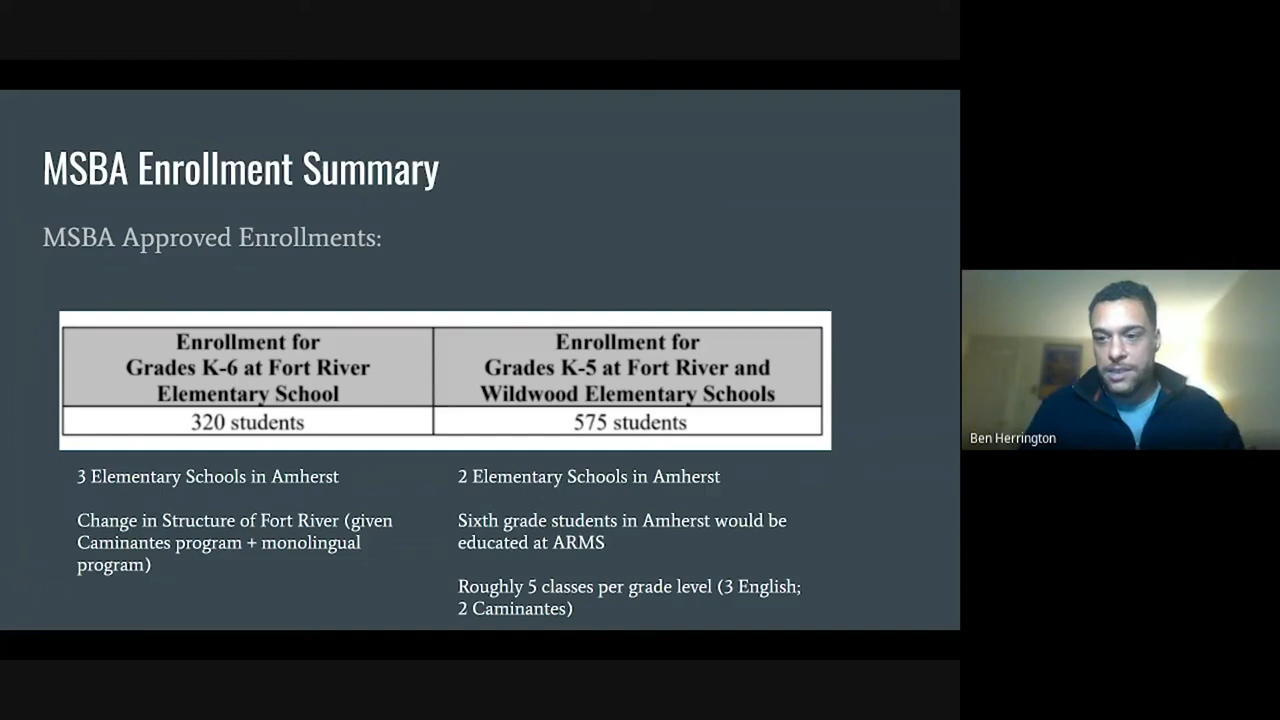 MSBA Enrollment Summary
MSBA Approved Enrollments:
Enrollment for
Grades K-6 at Fort River
Elementary School
Enrollment for
Grades K-5 at Fort River and
Wildwood Elementary Schools
320 students
575 students
3 Elementary Schools in Amherst
Change in Structure of Fort River (given
Caminantes program + monolingual
program)
2 Elementary Schools in Amherst
Sixth grade students in Amherst would be
educated at ARMS
Roughly 5 classes per grade level (3 English;
2 Caminantes)
Ben Herrington